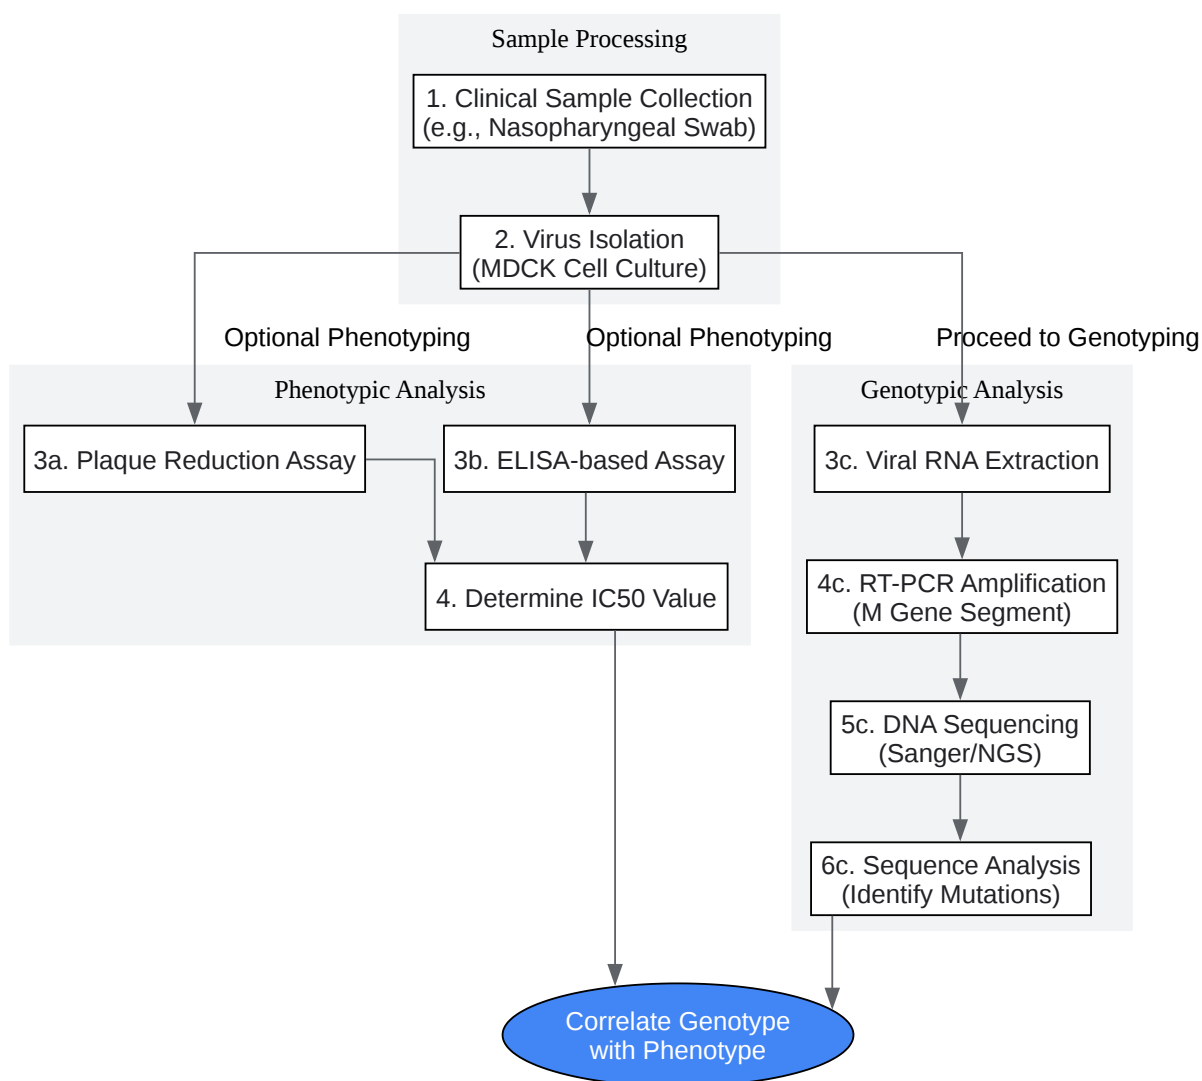 Sample Processing
1. Clinical Sample Collection
(e.g., Nasopharyngeal Swab)
2. Virus Isolation
(MDCK Cell Culture)
Optional Phenotyping
Optional Phenotyping
Proceed to Genotyping
Phenotypic Analysis
Genotypic Analysis
3a. Plaque Reduction Assay
3b. ELISA-based Assay
3c. Viral RNA Extraction
4. Determine IC50 Value
4c. RT-PCR Amplification
(M Gene Segment)
5c. DNA Sequencing
(Sanger/NGS)
6c. Sequence Analysis
(Identify Mutations)
Correlate Genotype
with Phenotype